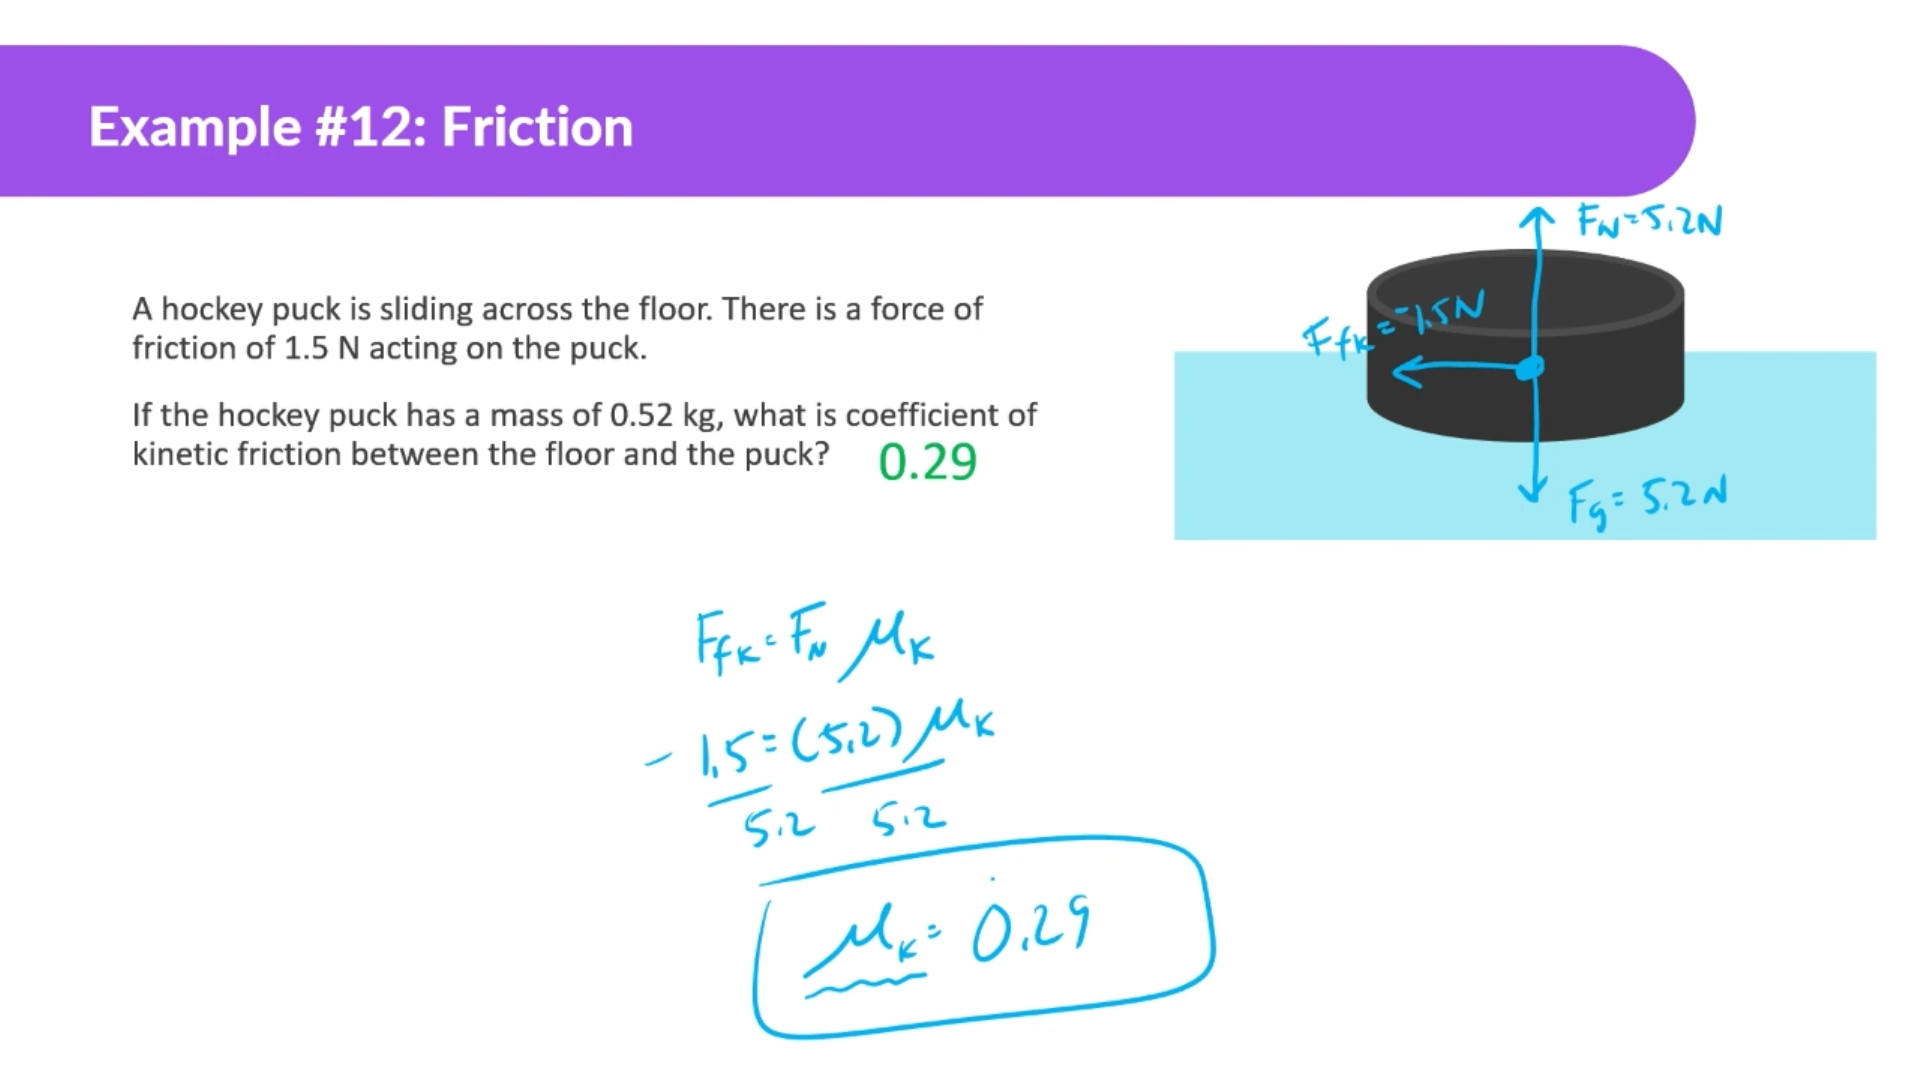 Example #12: Friction
A hockey puck is sliding across the floor. There is a force of
friction of 1.5 N acting on the puck.
If the hockey puck has a mass of 0.52 kg, what is coefficient of
kinetic friction between the floor and the puck? 0.29
FN=5.2N
Ffk=-1.5N
Fg=5.2N
Ffk=FN μk
-1.5=(5.2)μk
5.2 5.2
μk=0.29